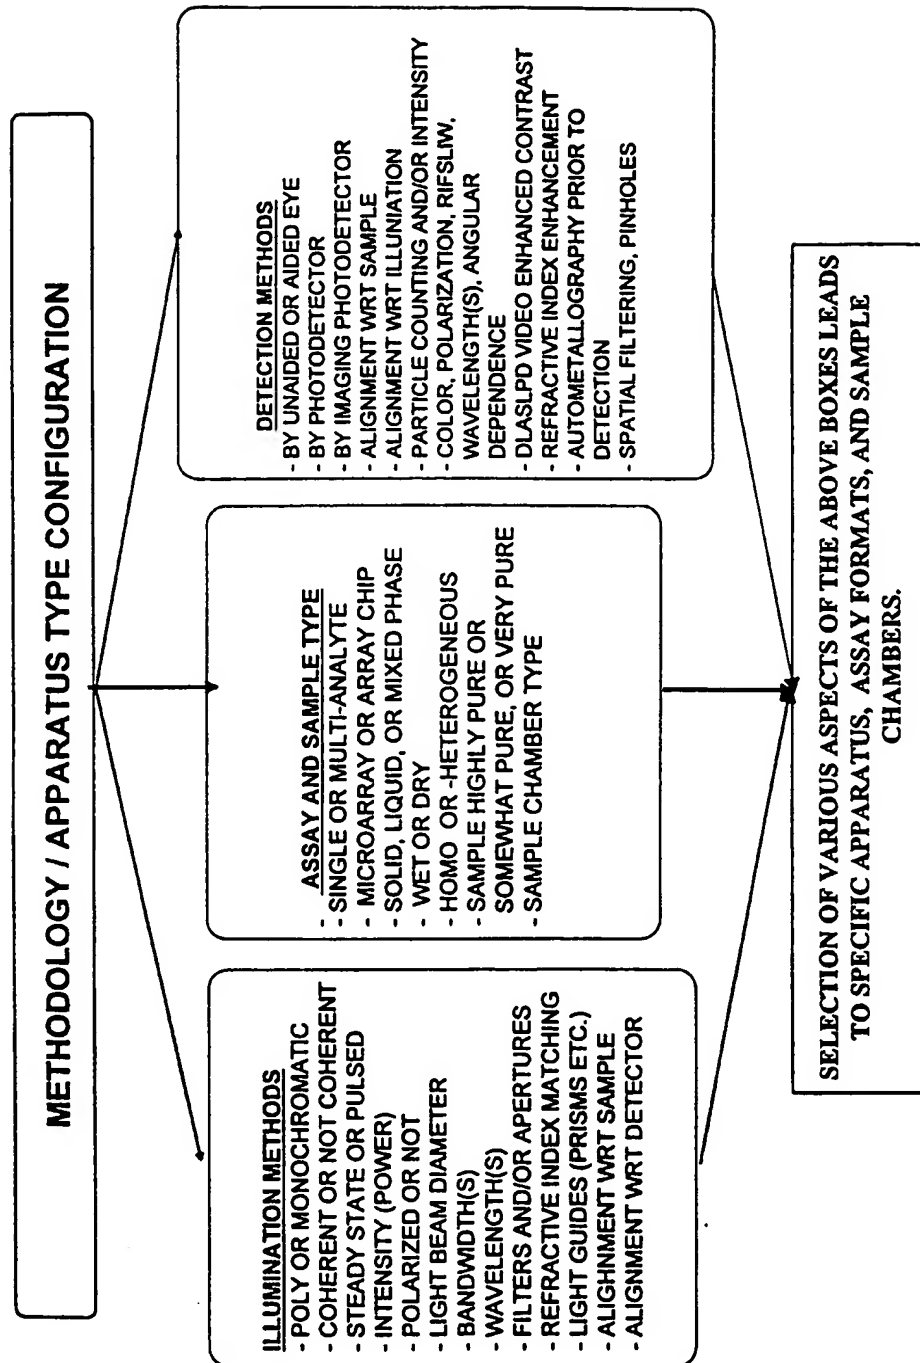 METHODOLOGY / APPARATUS TYPE CONFIGURATION
ILLUMINATION METHODS
- POLY OR MONOCHROMATIC
- COHERENT OR NOT COHERENT
- STEADY STATE OR PULSED
- INTENSITY (POWER)
- POLARIZED OR NOT
- LIGHT BEAM DIAMETER
- BANDWIDTH(S)
- WAVELENGTH(S)
- FILTERS AND/OR APERTURES
- REFRACTIVE INDEX MATCHING
- LIGHT GUIDES (PRISMS ETC.)
- ALIGHNMENT WRT SAMPLE
- ALIGNMENT WRT DETECTOR
ASSAY AND SAMPLE TYPE
- SINGLE OR MULTI-ANALYTE
- MICROARRAY OR ARRAY CHIP
- SOLID, LIQUID, OR MIXED PHASE
- WET OR DRY
- HOMO OR -HETEROGENEOUS
- SAMPLE HIGHLY PURE OR
SOMEWHAT PURE, OR VERY PURE
- SAMPLE CHAMBER TYPE
DETECTION METHODS
- BY UNAIDED OR AIDED EYE
- BY PHOTODETECTOR
- BY IMAGING PHOTODETECTOR
- ALIGNMENT WRT SAMPLE
- ALIGNMENT WRT ILLUNIATION
- PARTICLE COUNTING AND/OR INTENSITY
- COLOR, POLARIZATION, RIFSLIW,
WAVELENGTH(S), ANGULAR
DEPENDENCE
- DLASLPD VIDEO ENHANCED CONTRAST
- REFRACTIVE INDEX ENHANCEMENT
- AUTOMETALLOGRAPHY PRIOR TO
DETECTION
- SPATIAL FILTERING, PINHOLES
SELECTION OF VARIOUS ASPECTS OF THE ABOVE BOXES LEADS
TO SPECIFIC APPARATUS, ASSAY FORMATS, AND SAMPLE
CHAMBERS.